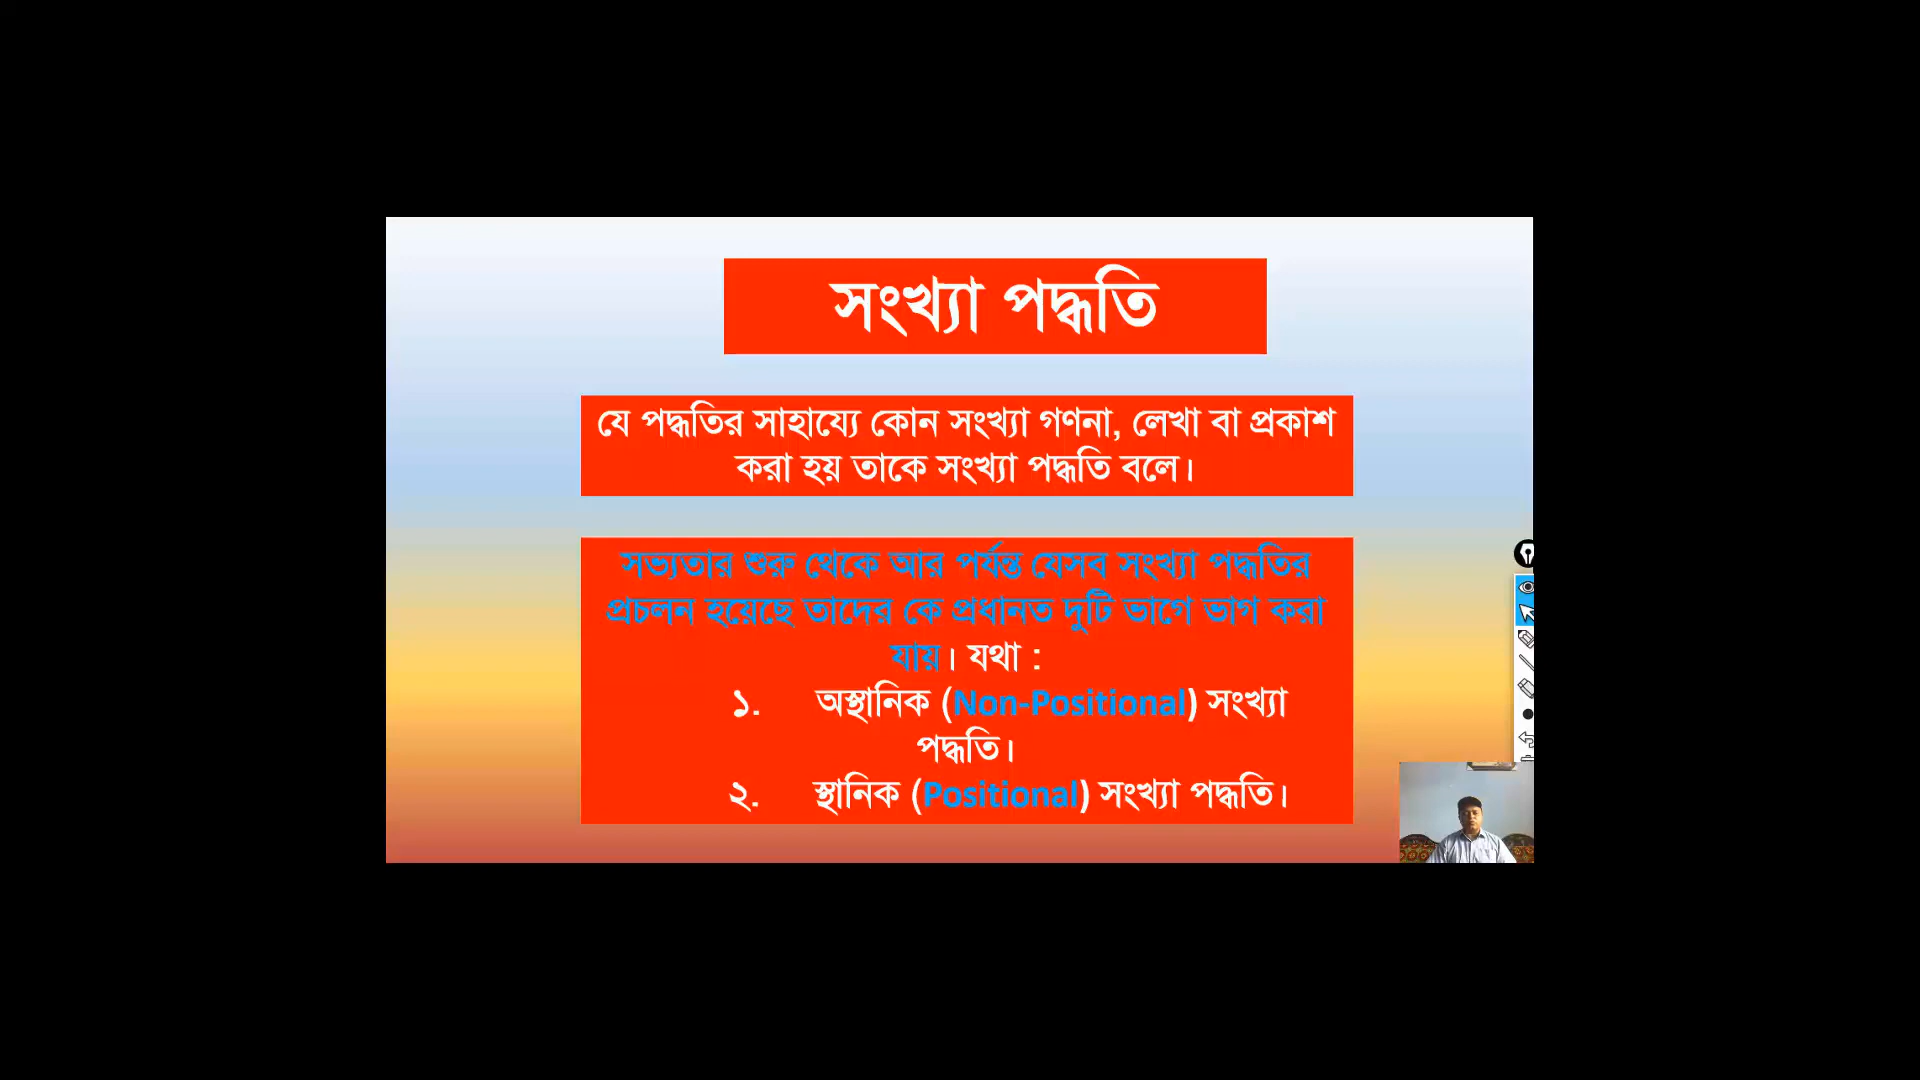 সংখ্যা পদ্ধতি
যে পদ্ধতির সাহায্যে কোন সংখ্যা গণনা, লেখা বা প্রকাশ
করা হয় তাকে সংখ্যা পদ্ধতি বলে।
সভ্যতার শুরু থেকে আর পর্যন্ত যেসব সংখ্যা পদ্ধতির
প্রচলন হয়েছে তাদের কে প্রধানত দুটি ভাগে ভাগ করা
যায়। যথা :
১. অস্থানিক (Non-Positional) সংখ্যা
পদ্ধতি।
২. স্থানিক (Positional) সংখ্যা পদ্ধতি।